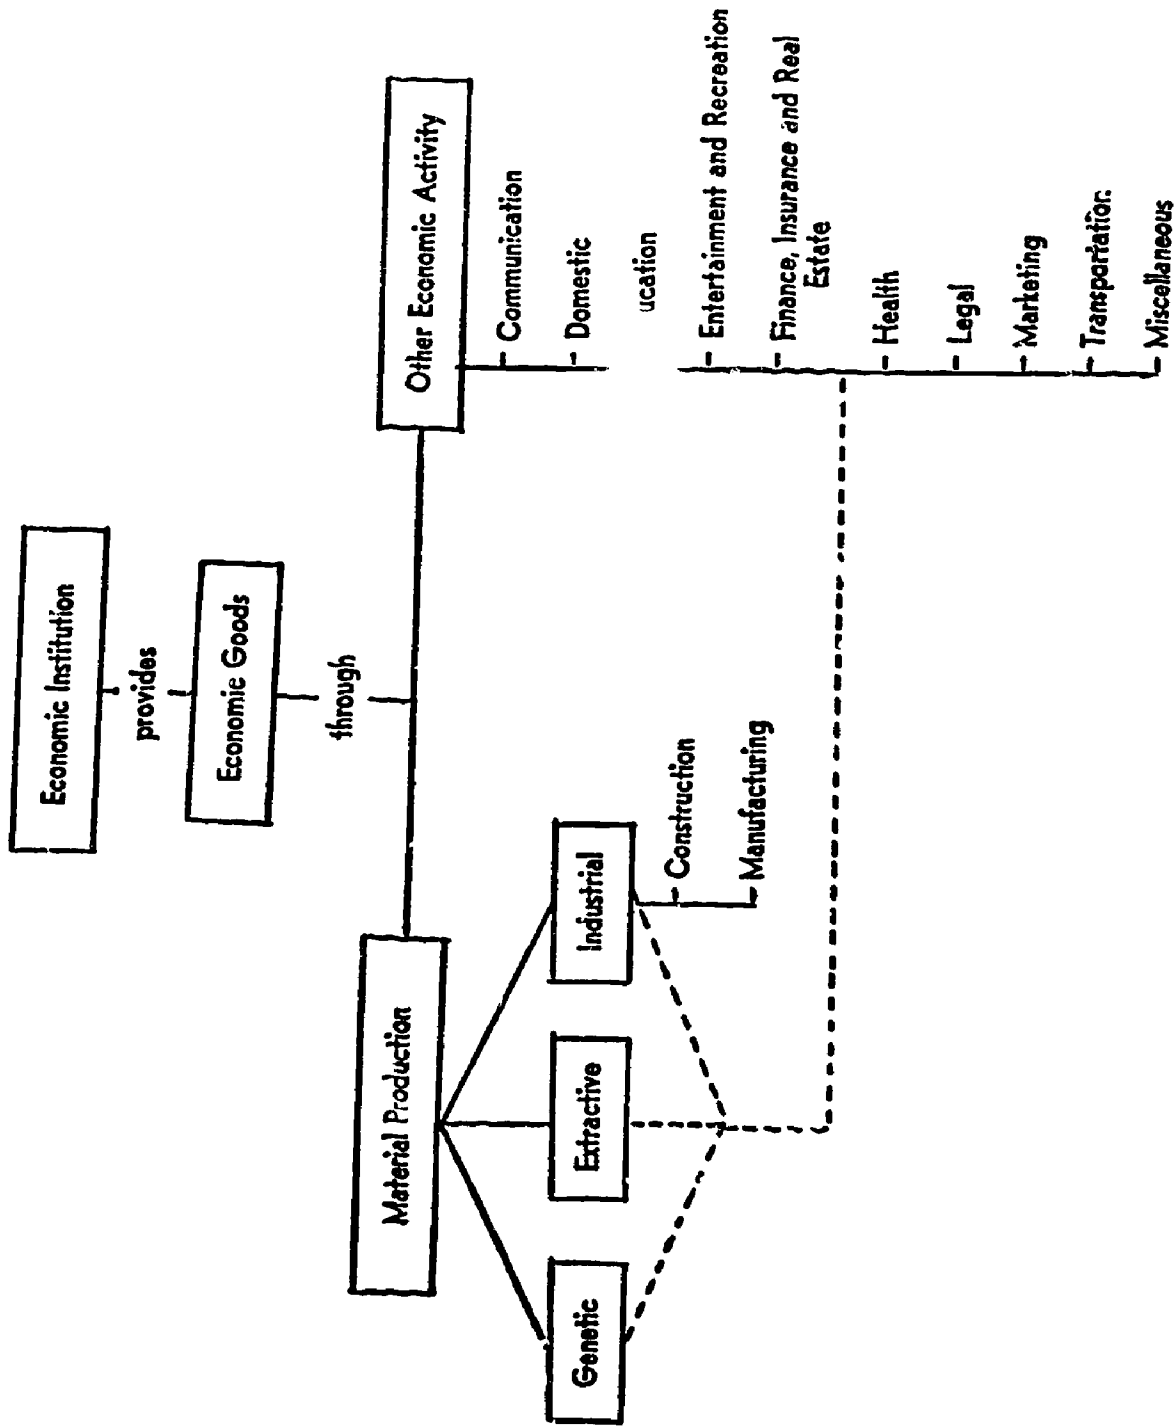 Economic Institution
provides
Economic Goods
through
Material Production
Other Economic Activity
Genetic
Extractive
Industrial
Construction
Manufacturing
Communication
Domestic
ucation
Entertainment and Recreation
Finance, Insurance and Real
Estate
Health
Legal
Marketing
Transportation
Miscellaneous